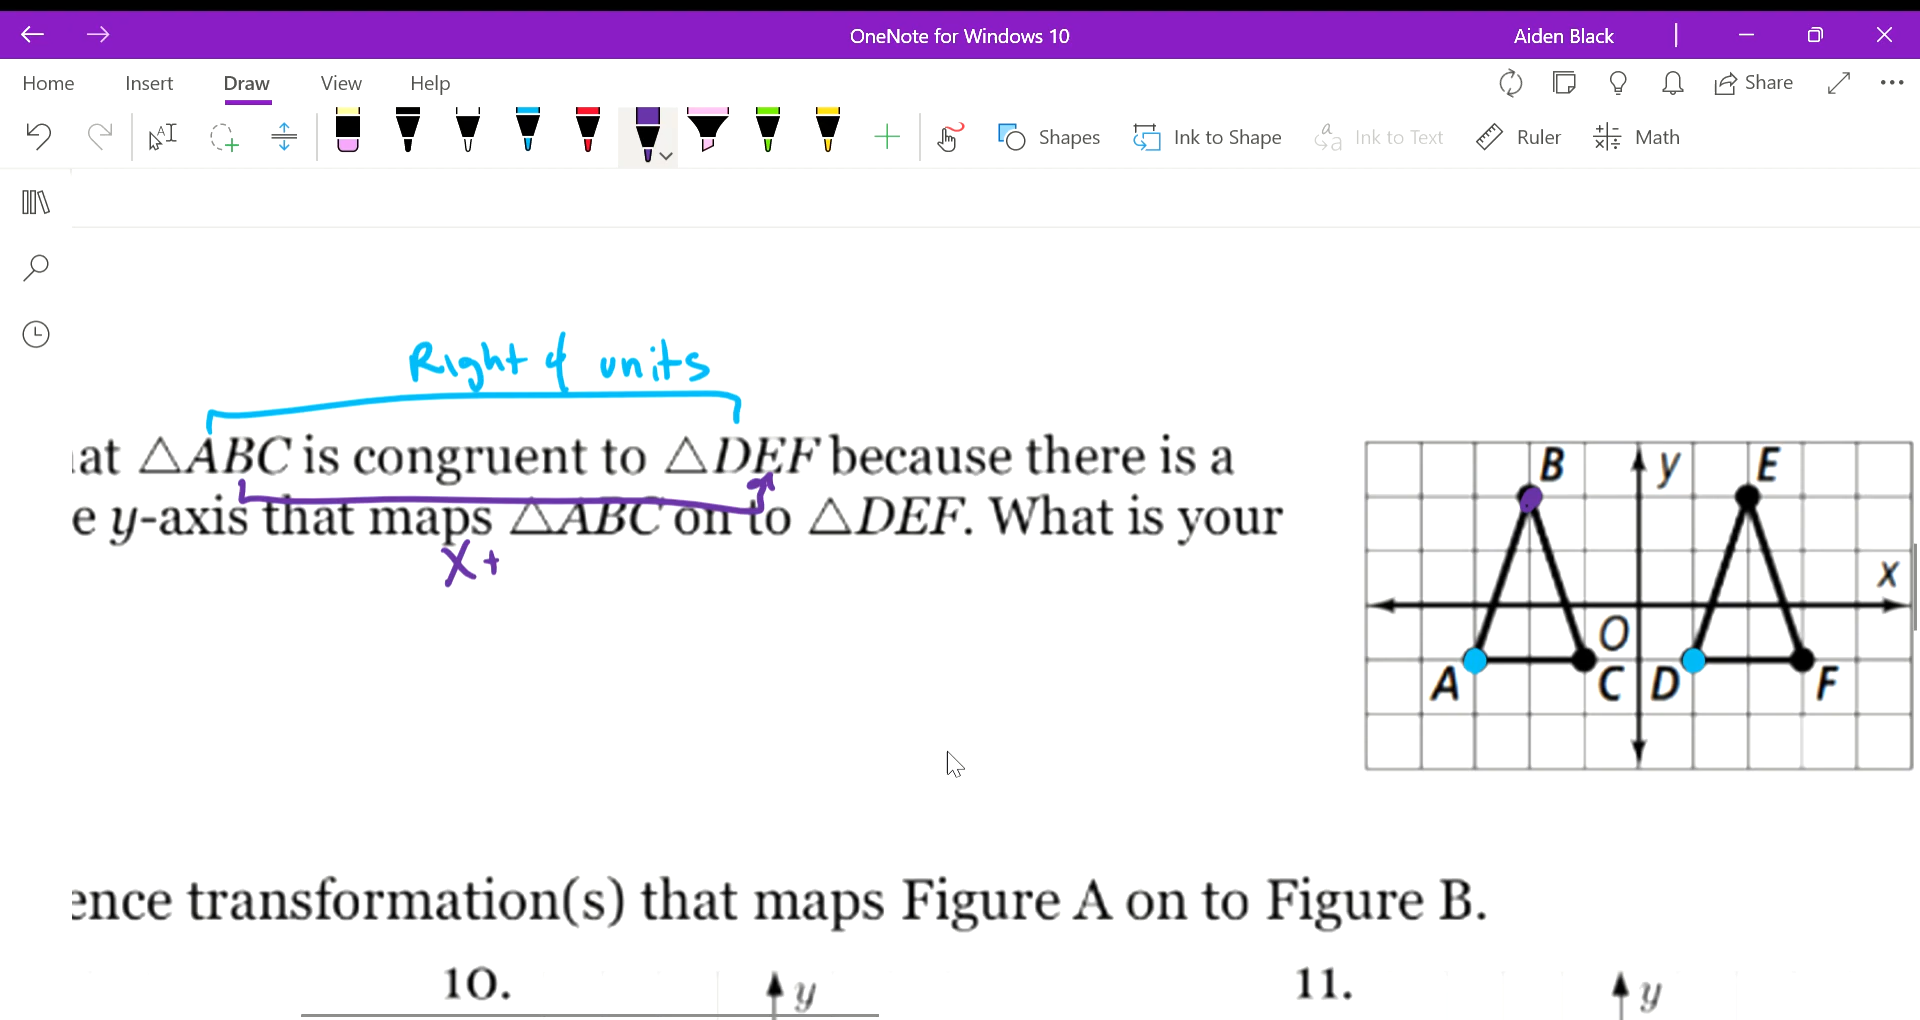 OneNote for Windows 10
Aiden Black
Home Insert Draw View Help
Share
Shapes Ink to Shape Ink to Text Ruler Math
Right 4 units
at △ABC is congruent to △DEF because there is a
e y-axis that maps △ABC on to △DEF. What is your
x +
B y E
x
O
A C D F
ence transformation(s) that maps Figure A on to Figure B.
10. y 11. y